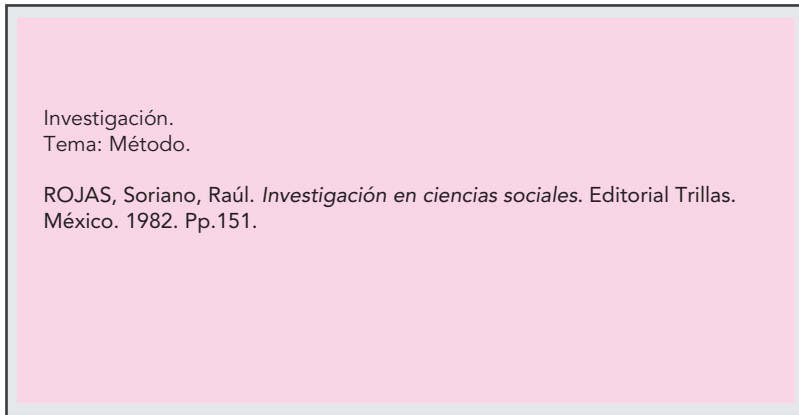 Investigación.
Tema: Método.
ROJAS, Soriano, Raúl. Investigación en ciencias sociales. Editorial Trillas.
México. 1982. Pp.151.